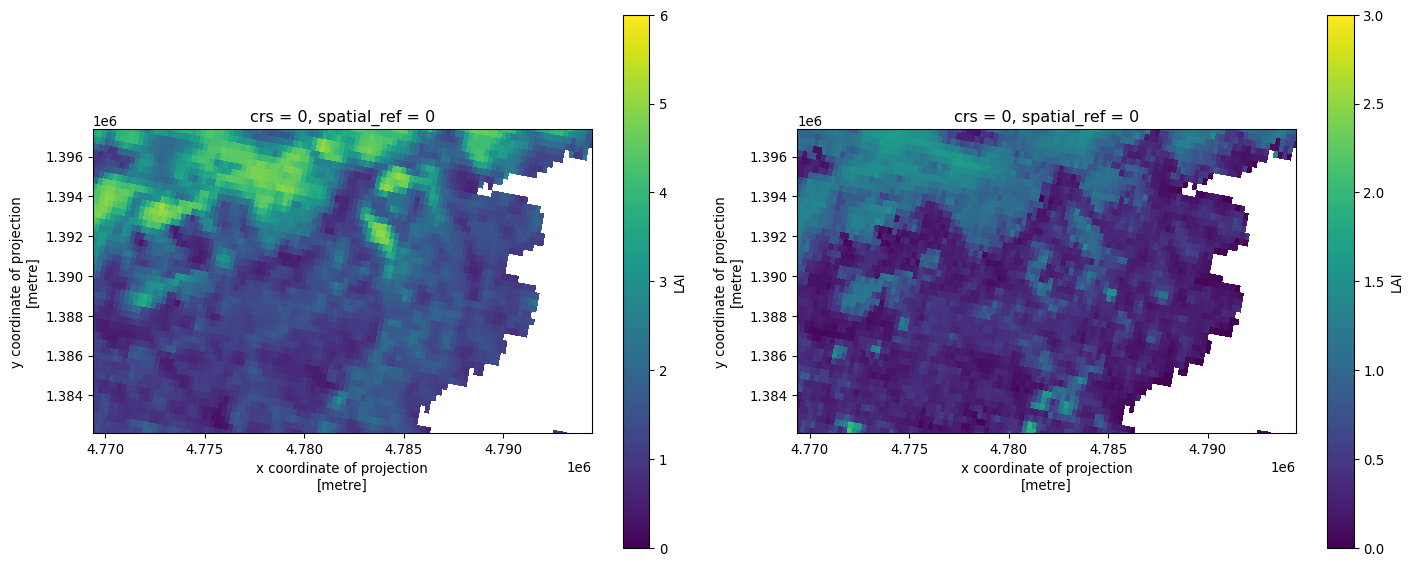 crs = 0, spatial_ref = 0
1e6
1.396
1.394
1.392
1.390
1.388
1.386
1.384
y coordinate of projection
[metre]
4.770
4.775
4.780
4.785
4.790
1e6
x coordinate of projection
[metre]
6
5
4
3
2
1
0
LAI
crs = 0, spatial_ref = 0
1e6
1.396
1.394
1.392
1.390
1.388
1.386
1.384
y coordinate of projection
[metre]
4.770
4.775
4.780
4.785
4.790
1e6
x coordinate of projection
[metre]
3.0
2.5
2.0
1.5
1.0
0.5
0.0
LAI